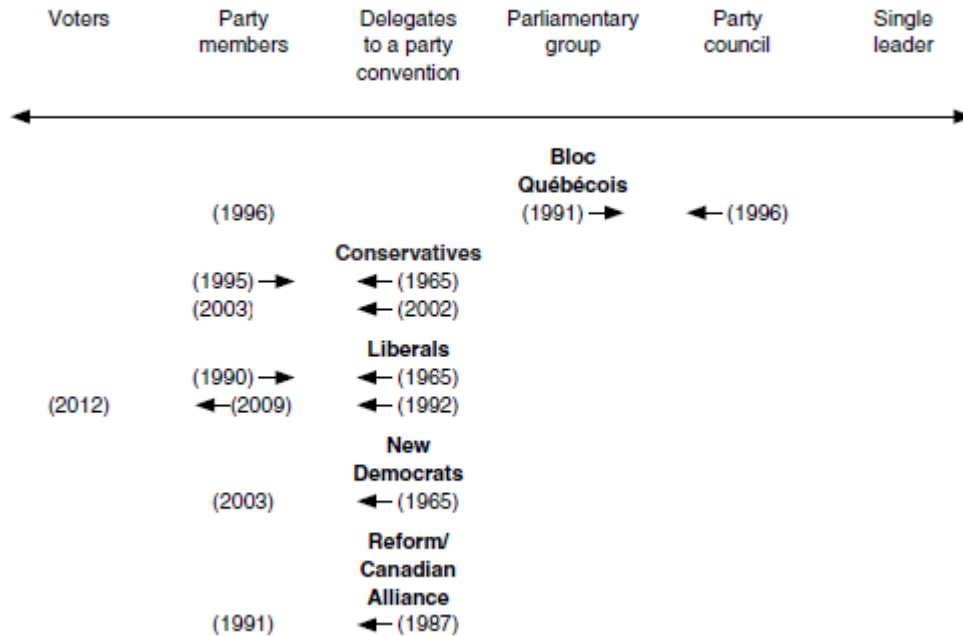 Voters Party Delegates Parliamentary Party Single
members to a party group council leader
convention
Bloc
Québécois
(1996) (1991) (1996)
Conservatives
(1995) (1965)
(2003) (2002)
Liberals
(1990) (1965)
(2012) (2009) (1992)
New
Democrats
(2003) (1965)
Reform/
Canadian
Alliance
(1991) (1987)